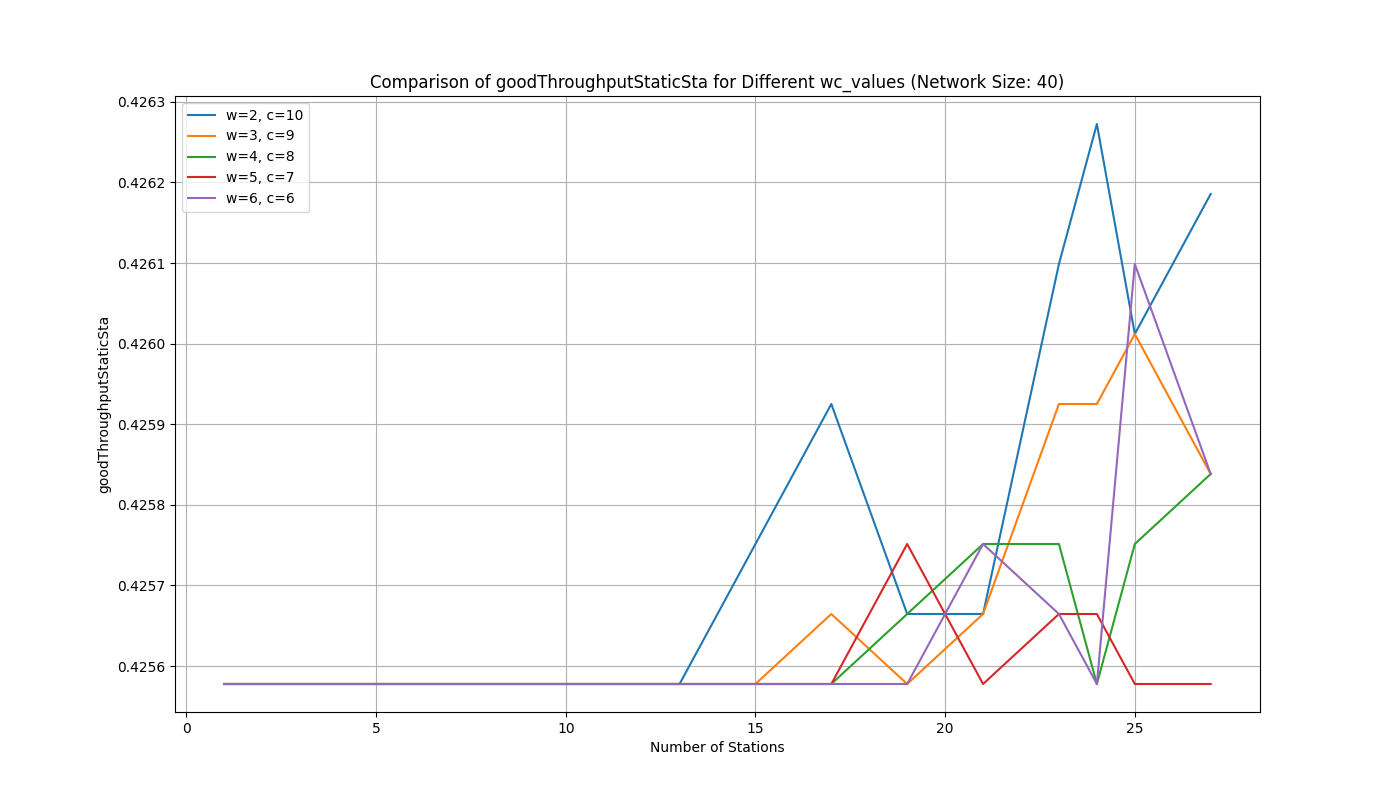 Comparison of goodThroughputStaticSta for Different wc_values (Network Size: 40)
0.4263
0.4262
0.4261
0.4260
0.4259
0.4258
0.4257
0.4256
goodThroughputStaticSta
w=2, c=10
w=3, c=9
w=4, c=8
w=5, c=7
w=6, c=6
0 5 10 15 20 25
Number of Stations